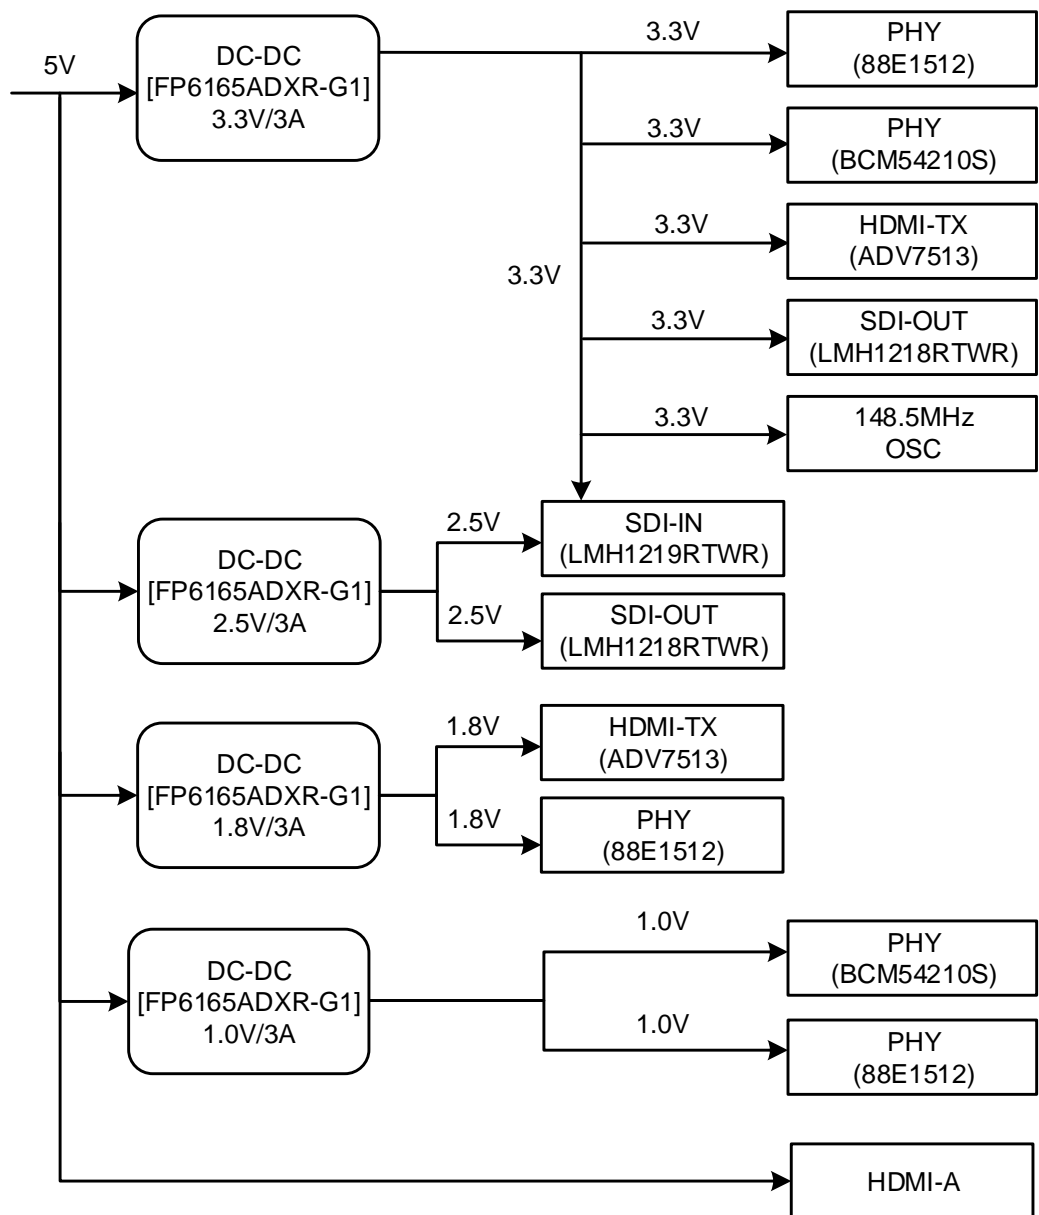 5V
DC-DC
[FP6165ADXR-G1]
3.3V/3A
3.3V
PHY
(88E1512)
3.3V
PHY
(BCM54210S)
3.3V
HDMI-TX
(ADV7513)
3.3V
3.3V
SDI-OUT
(LMH1218RTWR)
3.3V
148.5MHz
OSC
DC-DC
[FP6165ADXR-G1]
2.5V/3A
2.5V
SDI-IN
(LMH1219RTWR)
2.5V
SDI-OUT
(LMH1218RTWR)
DC-DC
[FP6165ADXR-G1]
1.8V/3A
1.8V
HDMI-TX
(ADV7513)
1.8V
PHY
(88E1512)
DC-DC
[FP6165ADXR-G1]
1.0V/3A
1.0V
PHY
(BCM54210S)
1.0V
PHY
(88E1512)
HDMI-A